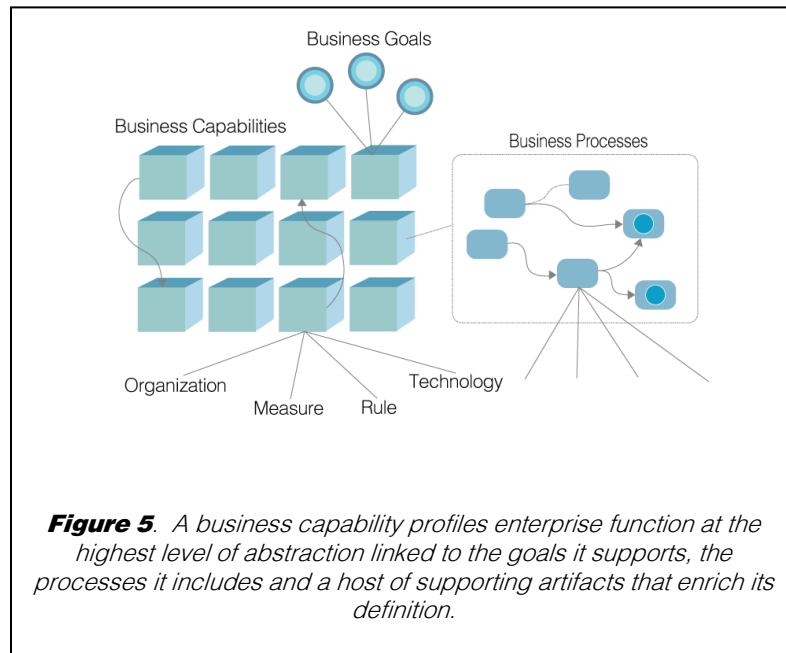 Business Goals
Business Capabilities
Business Processes
Organization
Measure
Rule
Technology
Figure 5.  A business capability profiles enterprise function at the
highest level of abstraction linked to the goals it supports, the
processes it includes and a host of supporting artifacts that enrich its
definition.